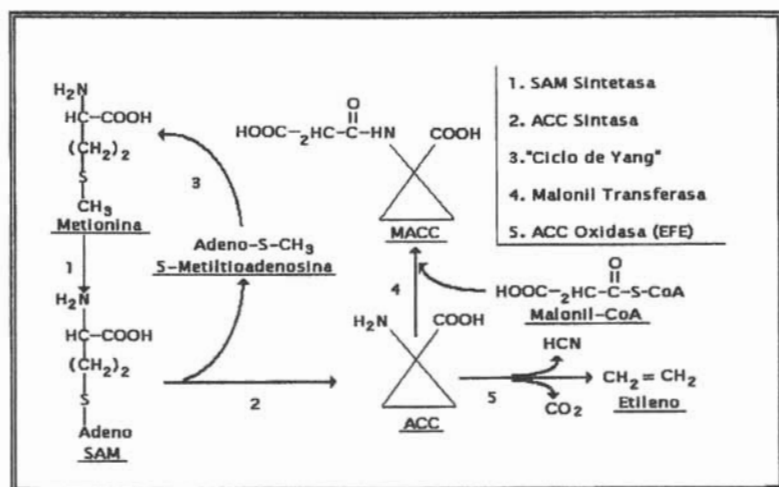 H₂N
HC-COOH
(CH₂)₂
S
CH₃
Metionina
1
H₂N
HC-COOH
(CH₂)₂
S
Adeno
SAM
3
Adeno-S-CH₃
5-Metiltioadenosina
2
O
HOOC-₂HC-C-HN
COOH
MACC
4
H₂N
COOH
ACC
1. SAM Sintetasa
2. ACC Sintasa
3."Ciclo de Yang"
4. Malonil Transferasa
5. ACC Oxidasa (EFE)
O
HOOC-₂HC-C-S-CoA
Malonil-CoA
HCN
5
CO₂
CH₂=CH₂
Etileno